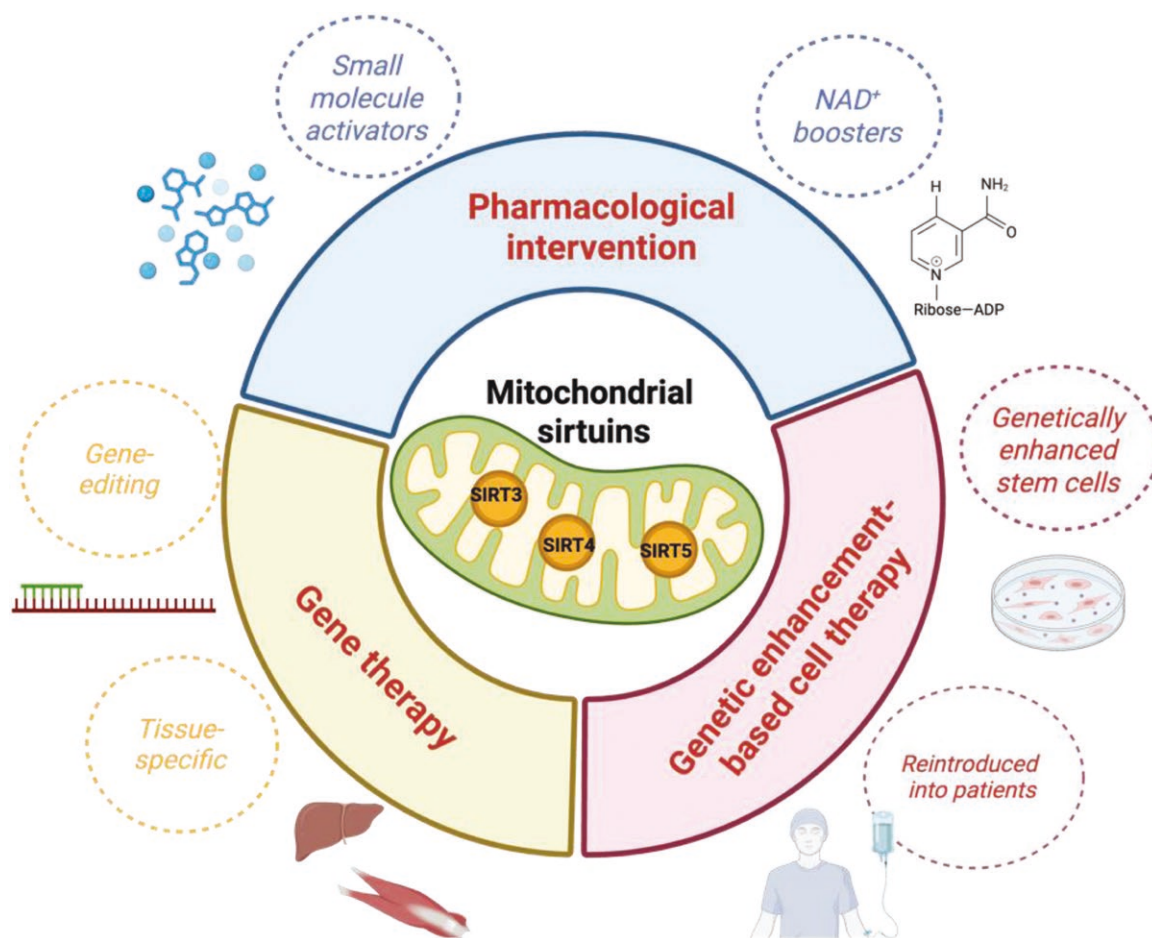 Small
molecule
activators
NAD⁺
boosters
Pharmacological
intervention
H
NH₂
O
N
Ribose—ADP
Mitochondrial
sirtuins
SIRT3
SIRT4
SIRT5
Gene-
editing
Genetically
enhanced
stem cells
Gene therapy
Genetic enhancement-
based cell therapy
Tissue-
specific
Reintroduced
into patients